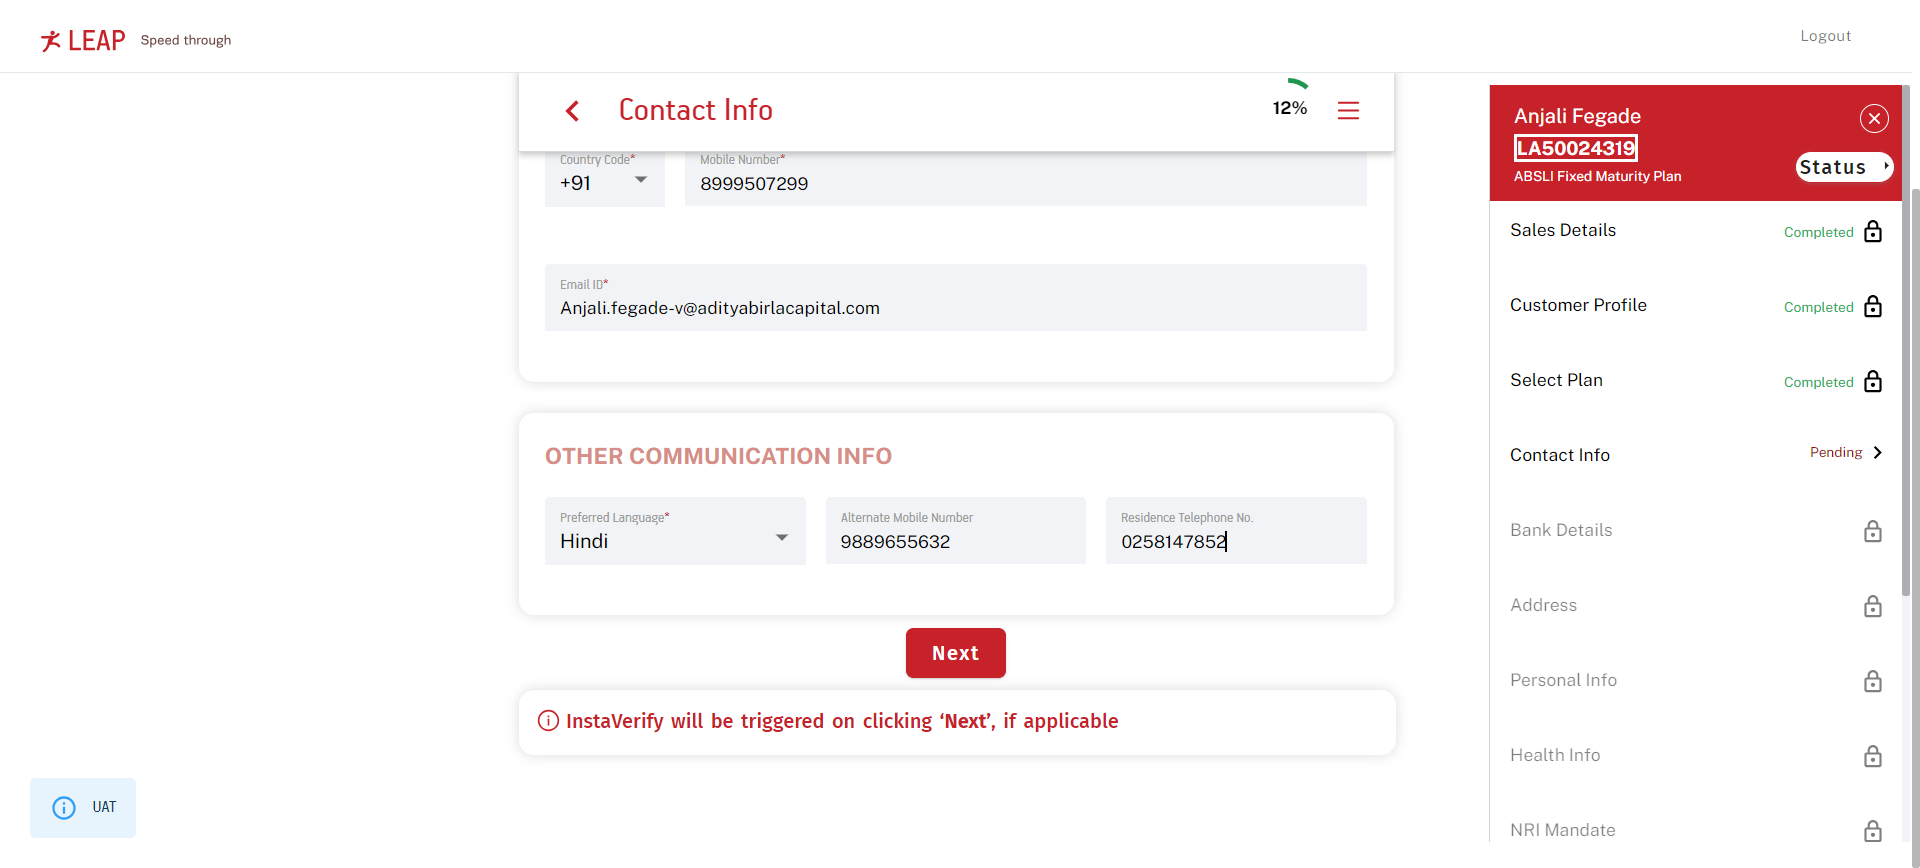 LEAP Speed through
Logout
Contact Info
12%
Country Code*
+91
Mobile Number*
8999507299
Email ID*
Anjali.fegade-v@adityabirlacapital.com
OTHER COMMUNICATION INFO
Preferred Language*
Hindi
Alternate Mobile Number
9889655632
Residence Telephone No.
0258147852
Next
InstaVerify will be triggered on clicking ‘Next’, if applicable
UAT
Anjali Fegade
LA50024319
ABSLI Fixed Maturity Plan
Status
Sales Details Completed
Customer Profile Completed
Select Plan Completed
Contact Info Pending
Bank Details
Address
Personal Info
Health Info
NRI Mandate